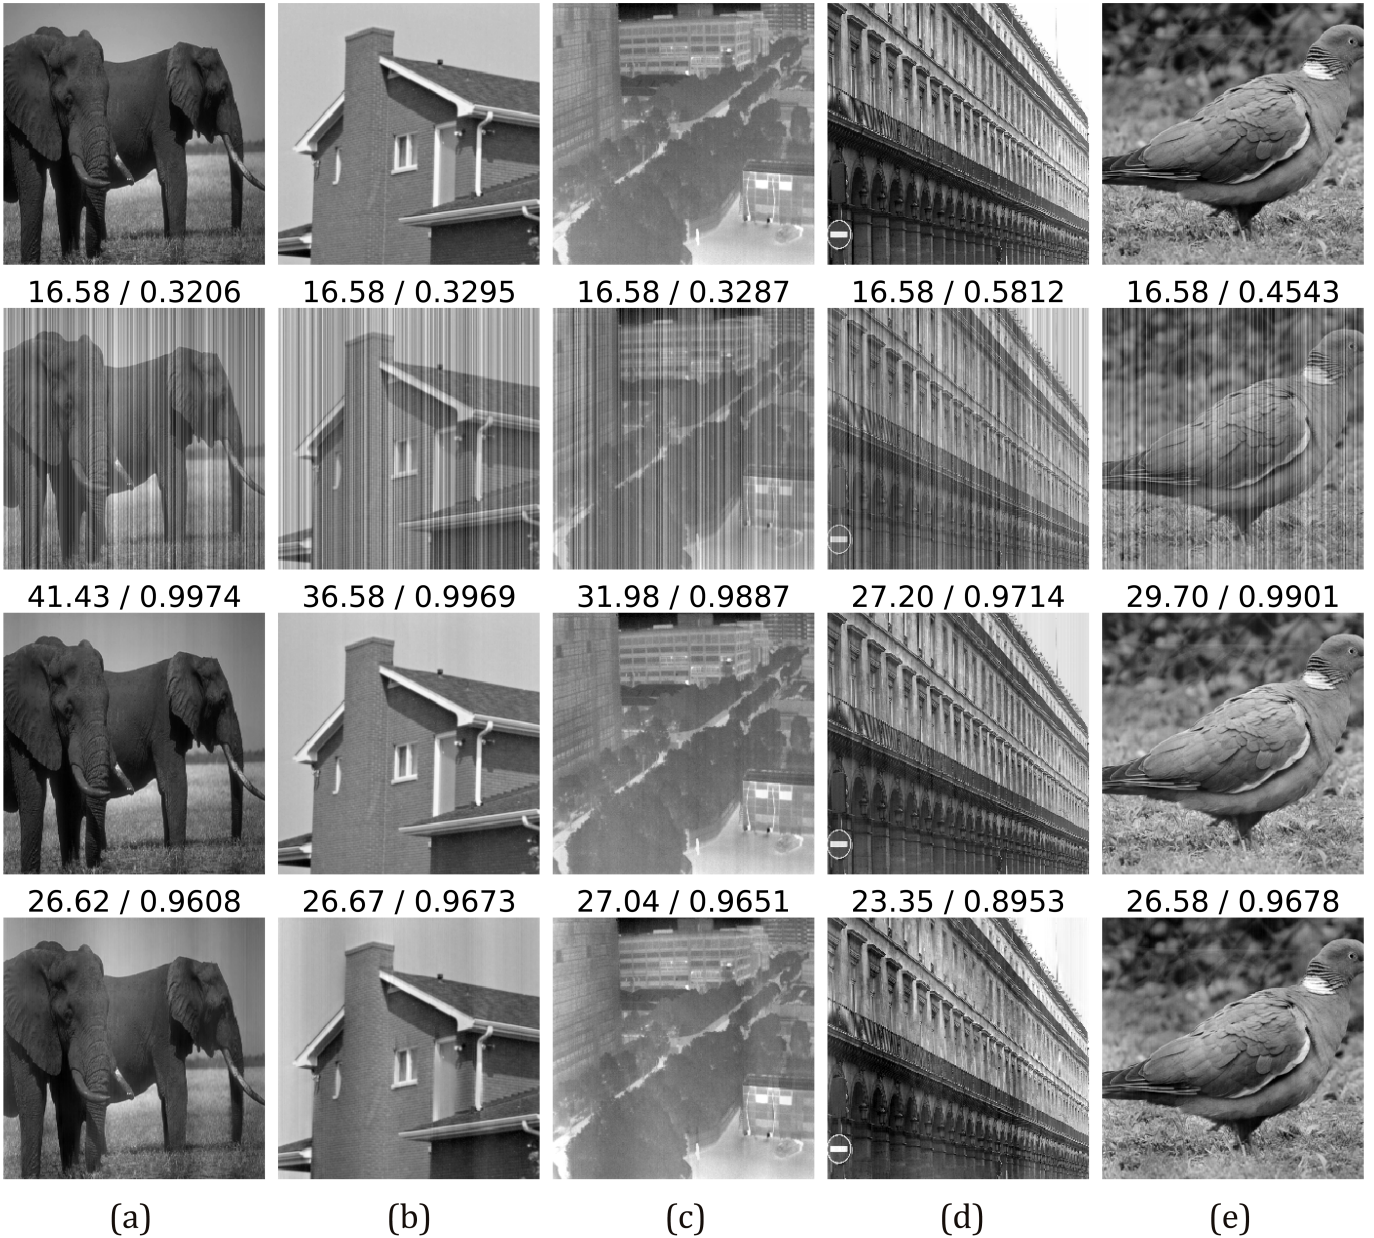 16.58 / 0.3206 16.58 / 0.3295 16.58 / 0.3287 16.58 / 0.5812 16.58 / 0.4543
41.43 / 0.9974 36.58 / 0.9969 31.98 / 0.9887 27.20 / 0.9714 29.70 / 0.9901
26.62 / 0.9608 26.67 / 0.9673 27.04 / 0.9651 23.35 / 0.8953 26.58 / 0.9678
(a) (b) (c) (d) (e)